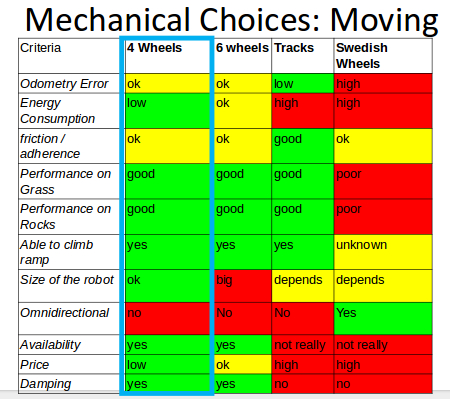 Mechanical Choices: Moving
Criteria 4 Wheels 6 wheels Tracks Swedish
Wheels
Odometry Error ok ok low high
Energy
Consumption low ok high high
friction /
adherence ok ok good ok
Performance on
Grass good good good poor
Performance on
Rocks good good good poor
Able to climb
ramp yes yes yes unknown
Size of the robot ok big depends depends
Omnidirectional no No No Yes
Availability yes yes not really not really
Price low ok high high
Damping yes yes no no